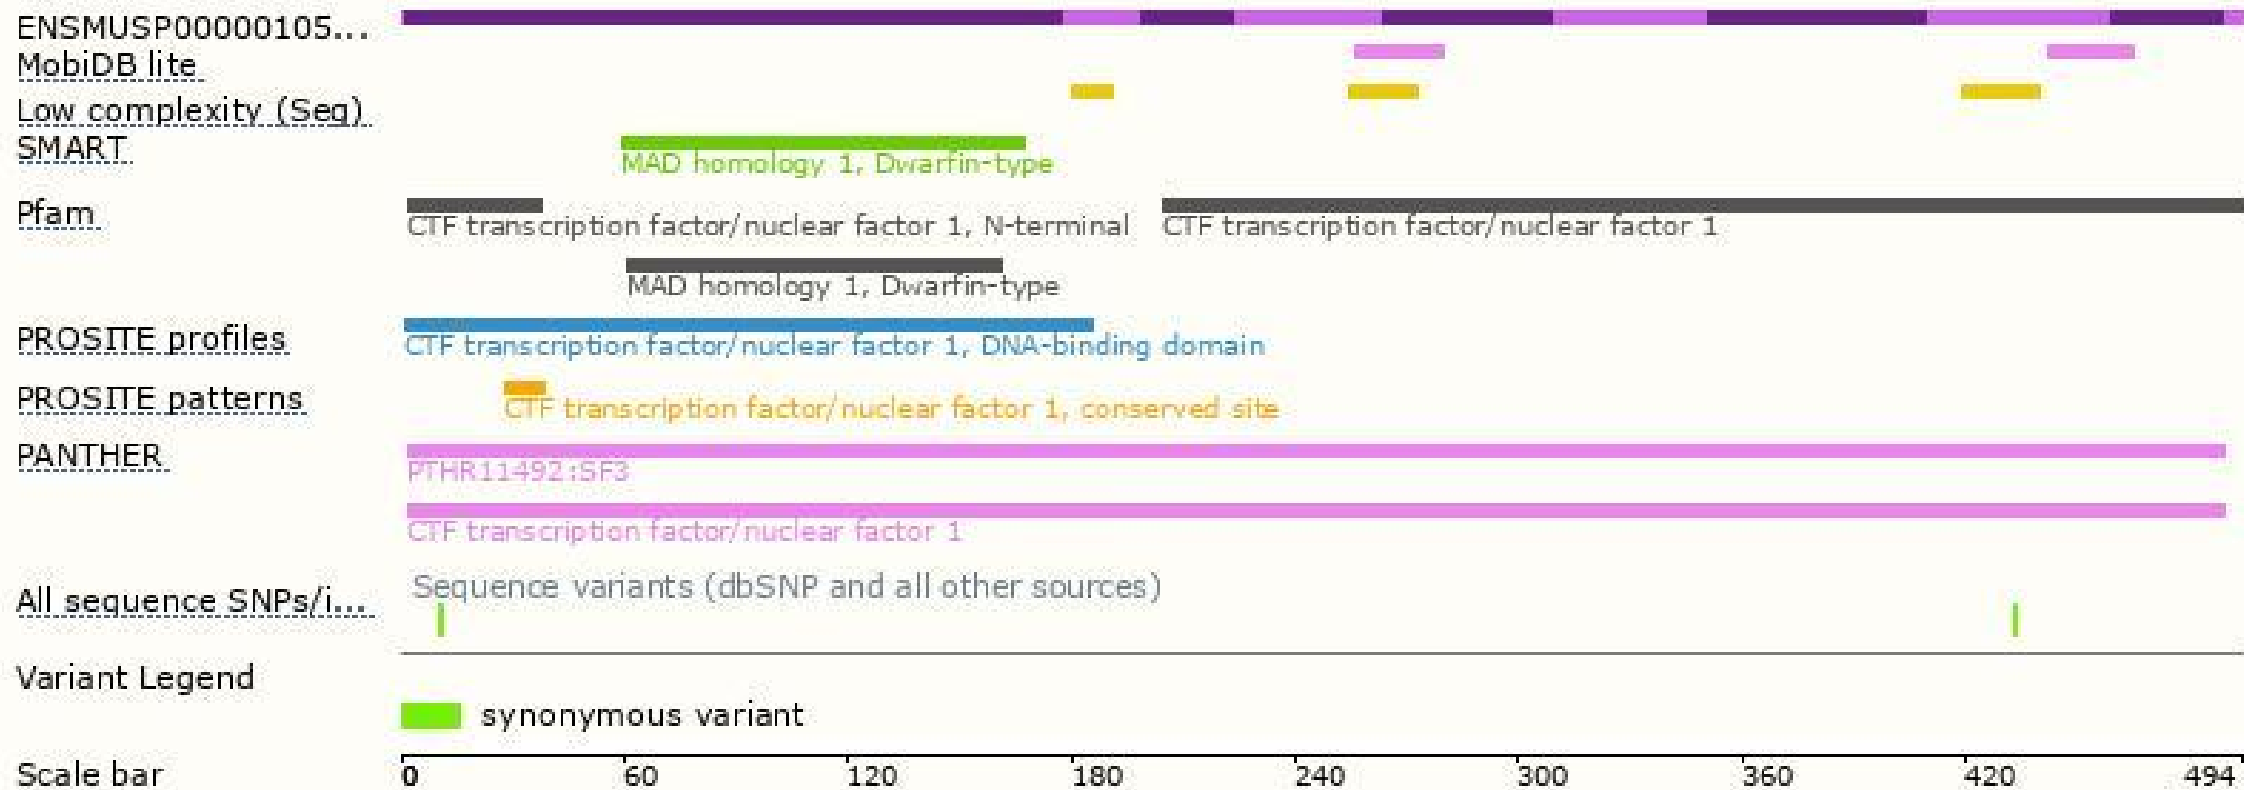 ENSMUSP00000105...
MobiDB lite
Low complexity (Seg)
SMART
MAD homology 1, Dwarfin-type
Pfam
CTF transcription factor/nuclear factor 1, N-terminal CTF transcription factor/nuclear factor 1
MAD homology 1, Dwarfin-type
PROSITE profiles
CTF transcription factor/nuclear factor 1, DNA-binding domain
PROSITE patterns
CTF transcription factor/nuclear factor 1, conserved site
PANTHER
PTHR11492:SF3
CTF transcription factor/nuclear factor 1
Sequence variants (dbSNP and all other sources)
All sequence SNPs/i...
Variant Legend
synonymous variant
Scale bar 0 60 120 180 240 300 360 420 494